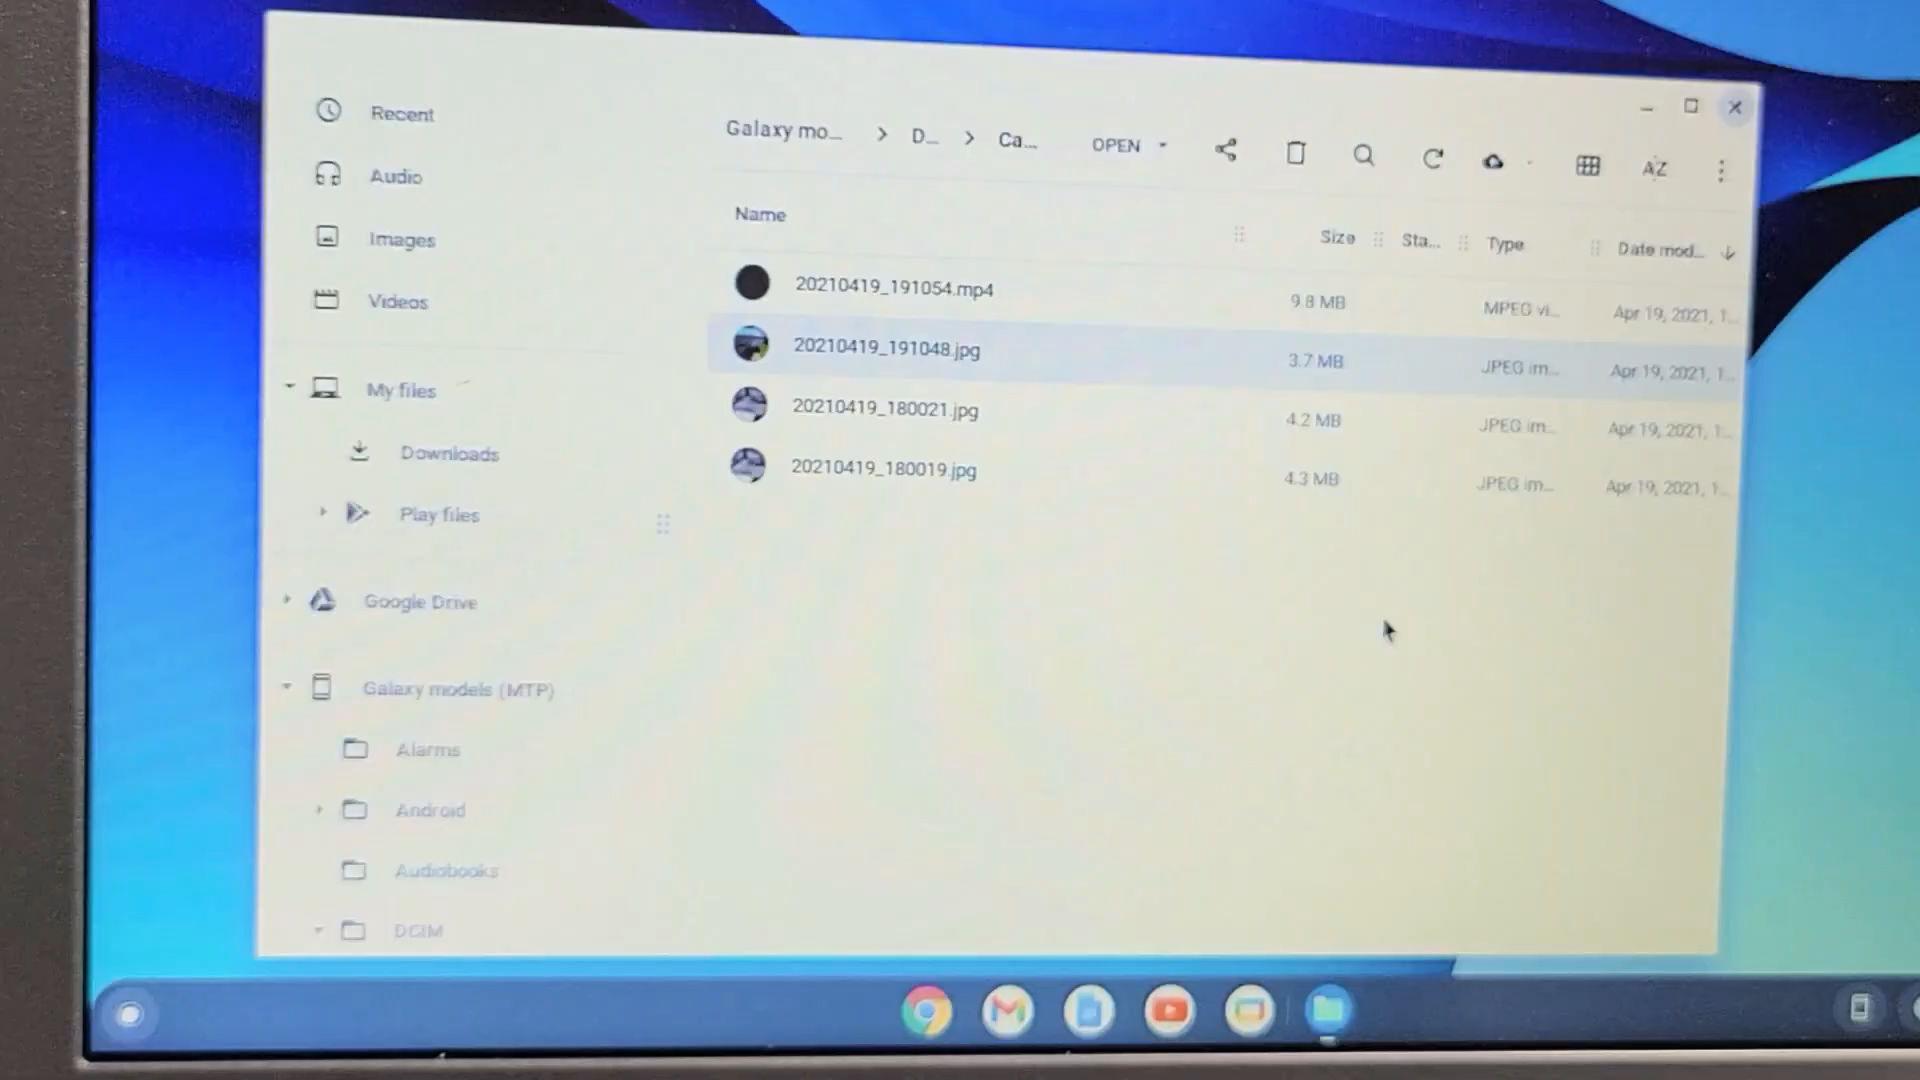 Recent
Audio
Images
Videos
My files
Downloads
Play files
Google Drive
Galaxy models (MTP)
Alarms
Android
Audiobooks
DCIM
Galaxy mo... > D... > Ca... OPEN AZ
Name Size Sta... Type Date mod...
20210419_191054.mp4 9.8 MB MPEG vi... Apr 19, 2021, 1...
20210419_191048.jpg 3.7 MB JPEG im... Apr 19, 2021, 1...
20210419_180021.jpg 4.2 MB JPEG im... Apr 19, 2021, 1...
20210419_180019.jpg 4.3 MB JPEG im... Apr 19, 2021, 1...